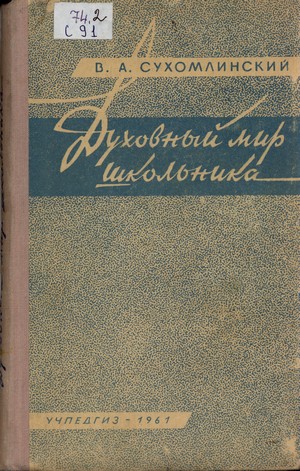 74.2
С 91
В. А. СУХОМЛИНСКИЙ
Духовный мир
школьника
УЧПЕДГИЗ – 1961